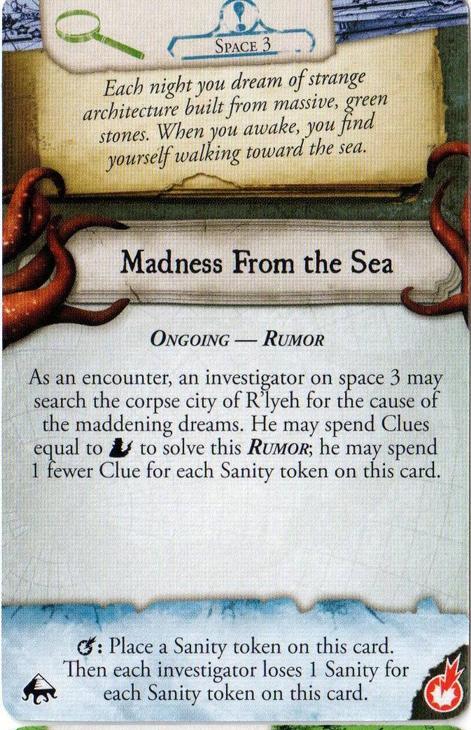 SPACE 3
Each night you dream of strange
architecture built from massive, green
stones. When you awake, you find
yourself walking toward the sea.
Madness From the Sea
ONGOING — RUMOR
As an encounter, an investigator on space 3 may
search the corpse city of R'lyeh for the cause of
the maddening dreams. He may spend Clues
equal to to solve this RUMOR; he may spend
1 fewer Clue for each Sanity token on this card.
: Place a Sanity token on this card.
Then each investigator loses 1 Sanity for
each Sanity token on this card.